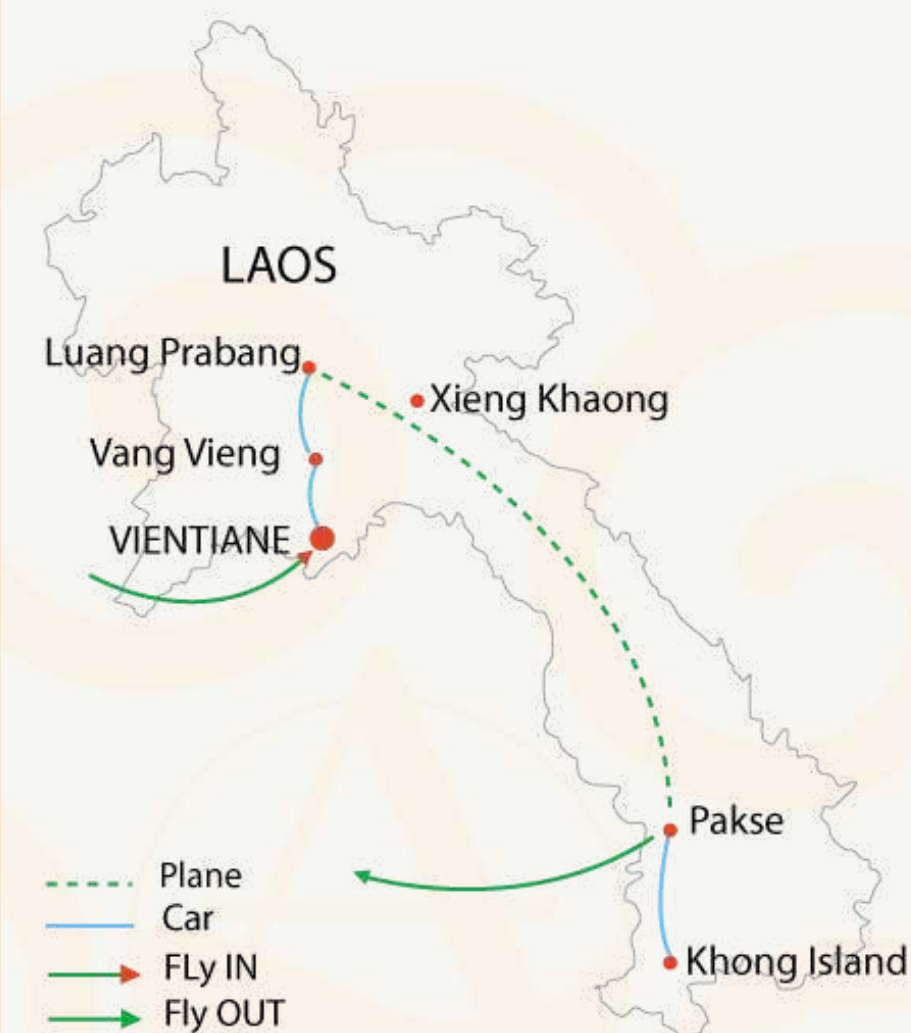 LAOS
Luang Prabang
Xieng Khaong
Vang Vieng
VIENTIANE
Pakse
Khong Island
Plane
Car
FLy IN
Fly OUT